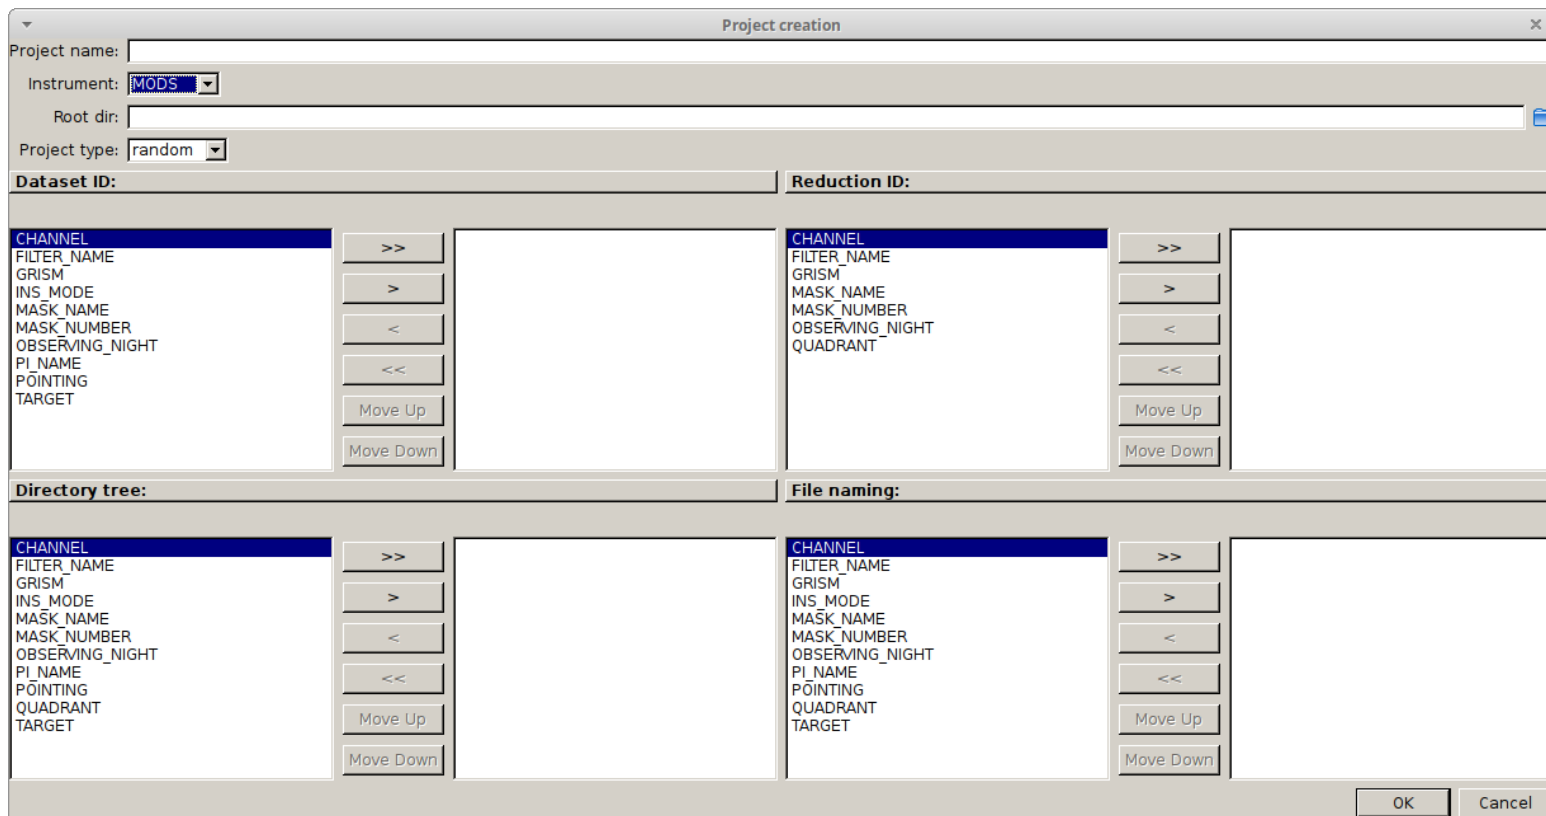 Project creation
Project name:
Instrument: MODS
Root dir:
Project type: random
Dataset ID:
CHANNEL
FILTER_NAME
GRISM
INS_MODE
MASK_NAME
MASK_NUMBER
OBSERVING_NIGHT
PI_NAME
POINTING
TARGET
>>
>
<
<<
Move Up
Move Down
Reduction ID:
CHANNEL
FILTER_NAME
GRISM
MASK_NAME
MASK_NUMBER
OBSERVING_NIGHT
QUADRANT
>>
>
<
<<
Move Up
Move Down
Directory tree:
CHANNEL
FILTER_NAME
GRISM
INS_MODE
MASK_NAME
MASK_NUMBER
OBSERVING_NIGHT
PI_NAME
POINTING
QUADRANT
TARGET
>>
>
<
<<
Move Up
Move Down
File naming:
CHANNEL
FILTER_NAME
GRISM
INS_MODE
MASK_NAME
MASK_NUMBER
OBSERVING_NIGHT
PI_NAME
POINTING
QUADRANT
TARGET
>>
>
<
<<
Move Up
Move Down
OK
Cancel